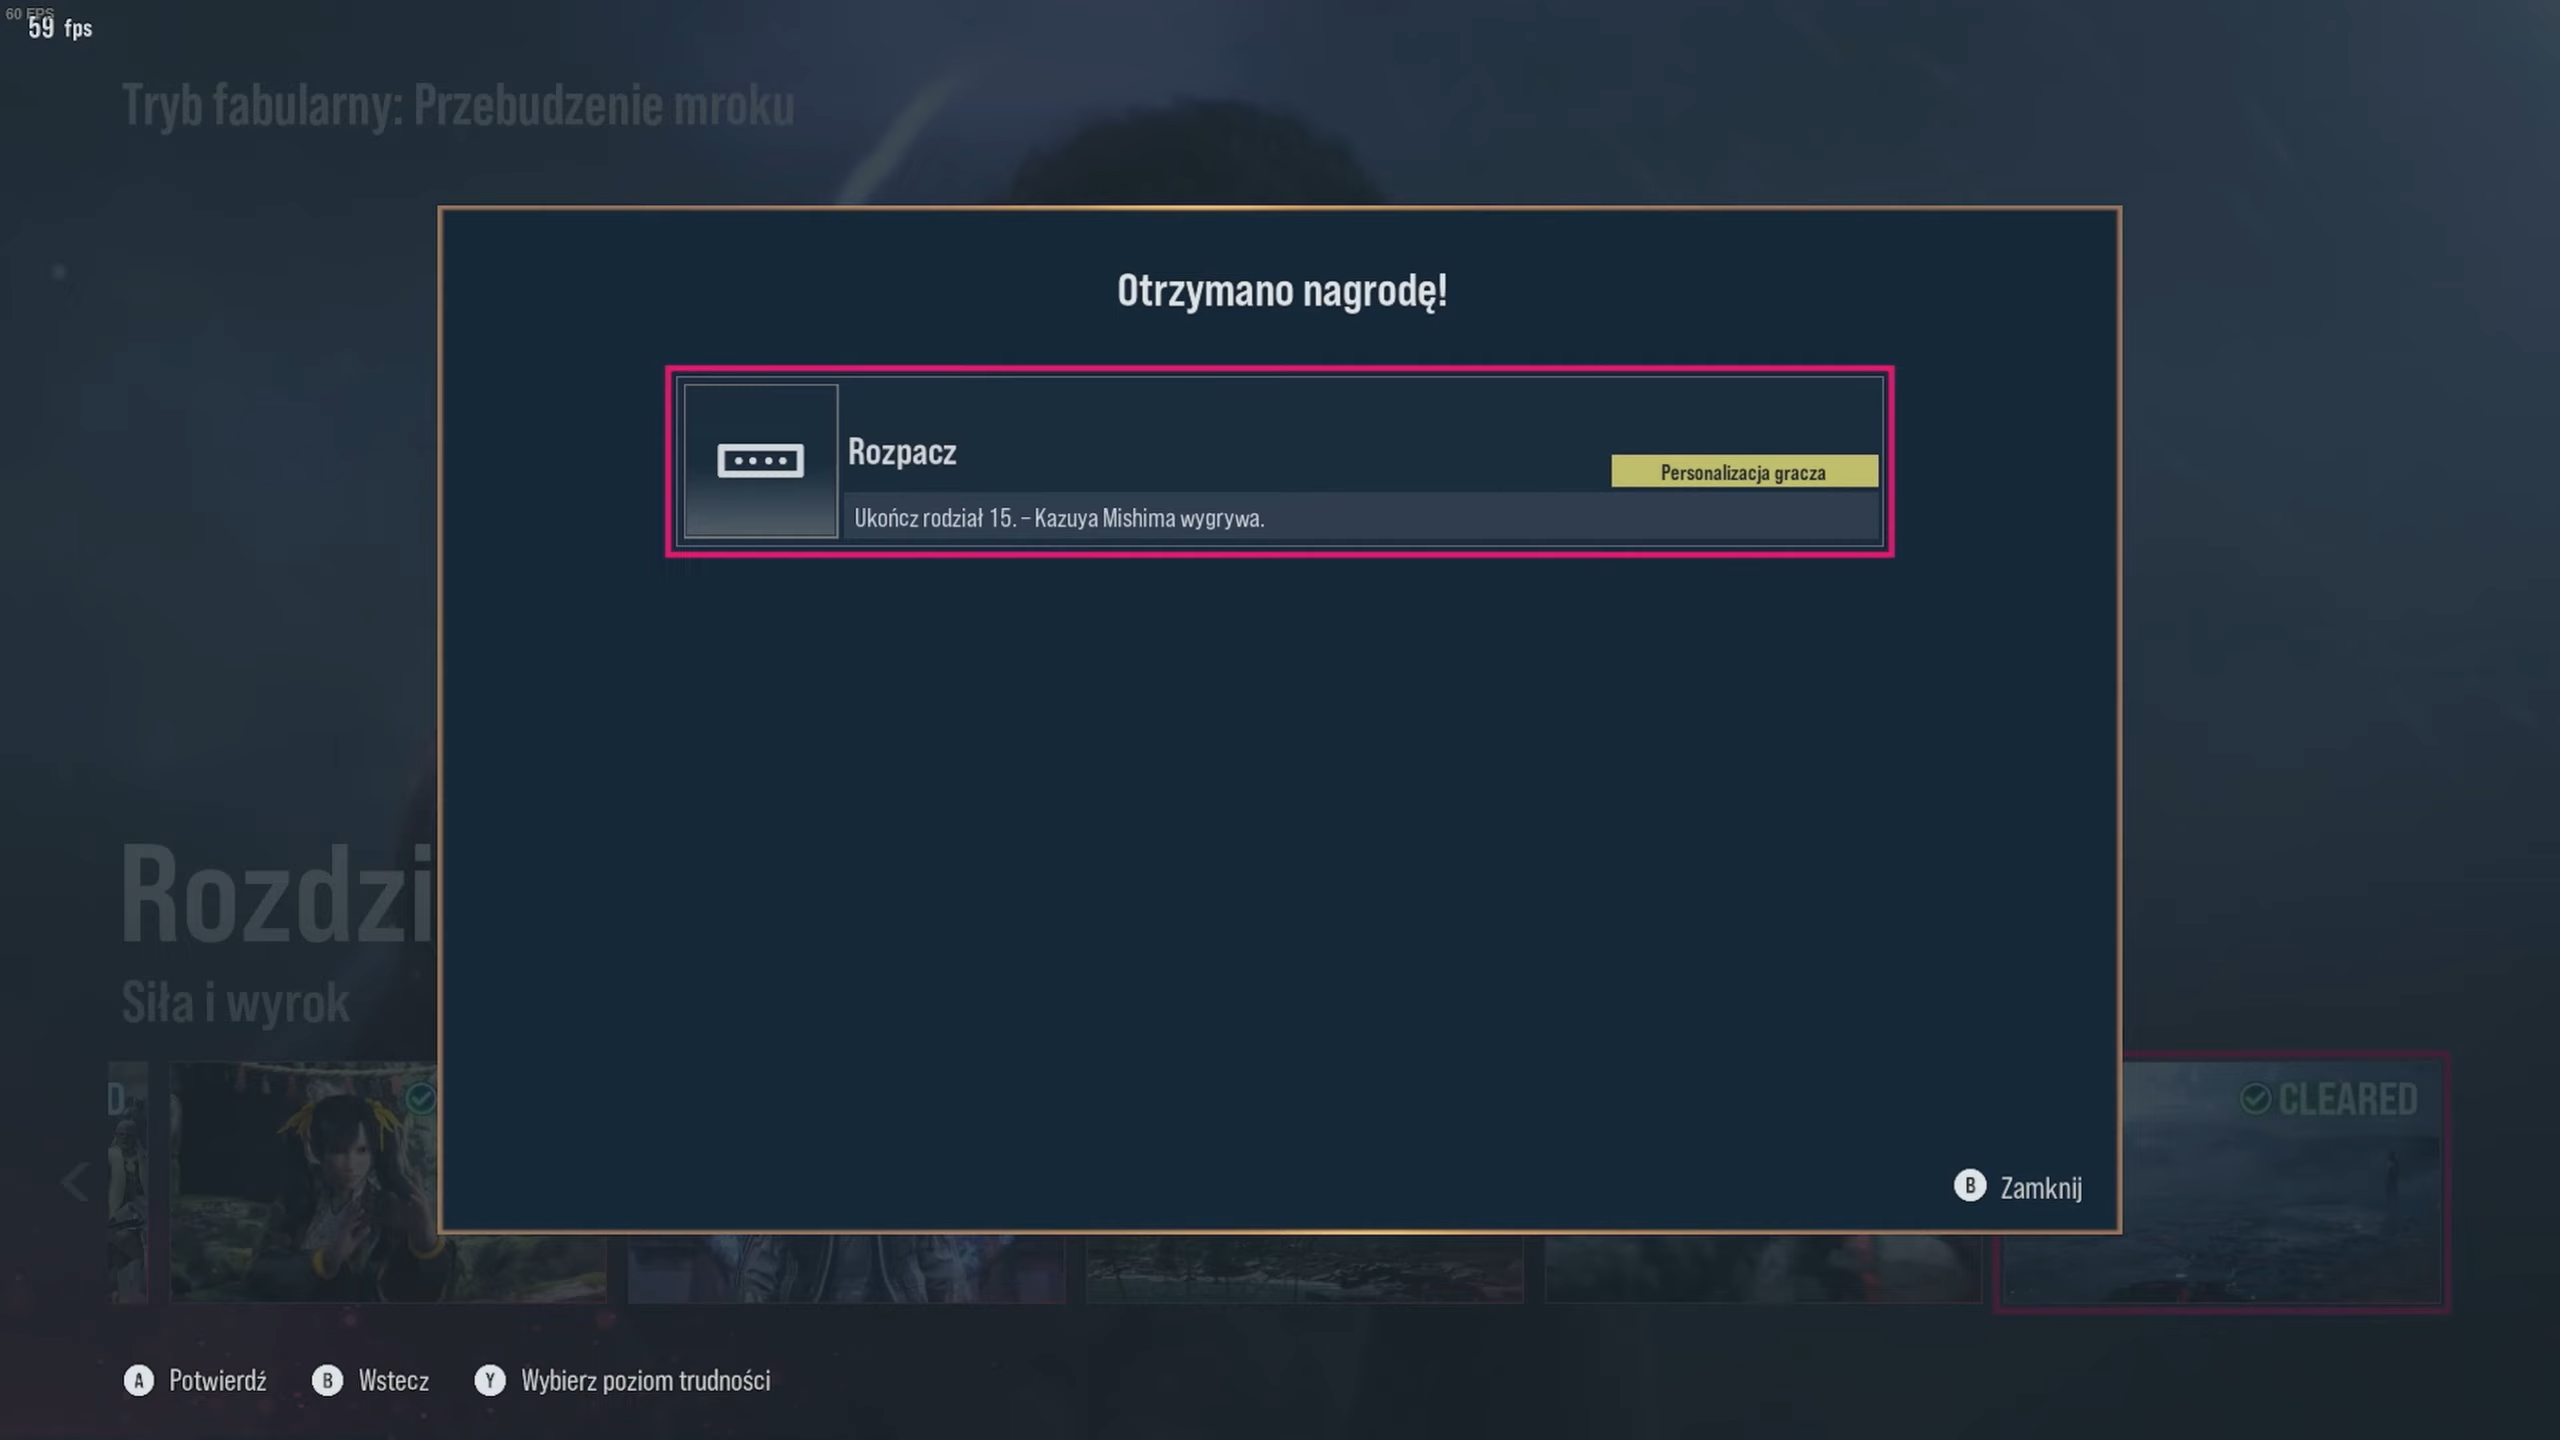 60 FPS
59 fps
Tryb fabularny: Przebudzenie mroku
Otrzymano nagrodę!
Rozpacz
Personalizacja gracza
Ukończ rodział 15. – Kazuya Mishima wygrywa.
Rozdzi
Siła i wyrok
D
CLEARED
B Zamknij
A Potwierdź B Wstecz Y Wybierz poziom trudności